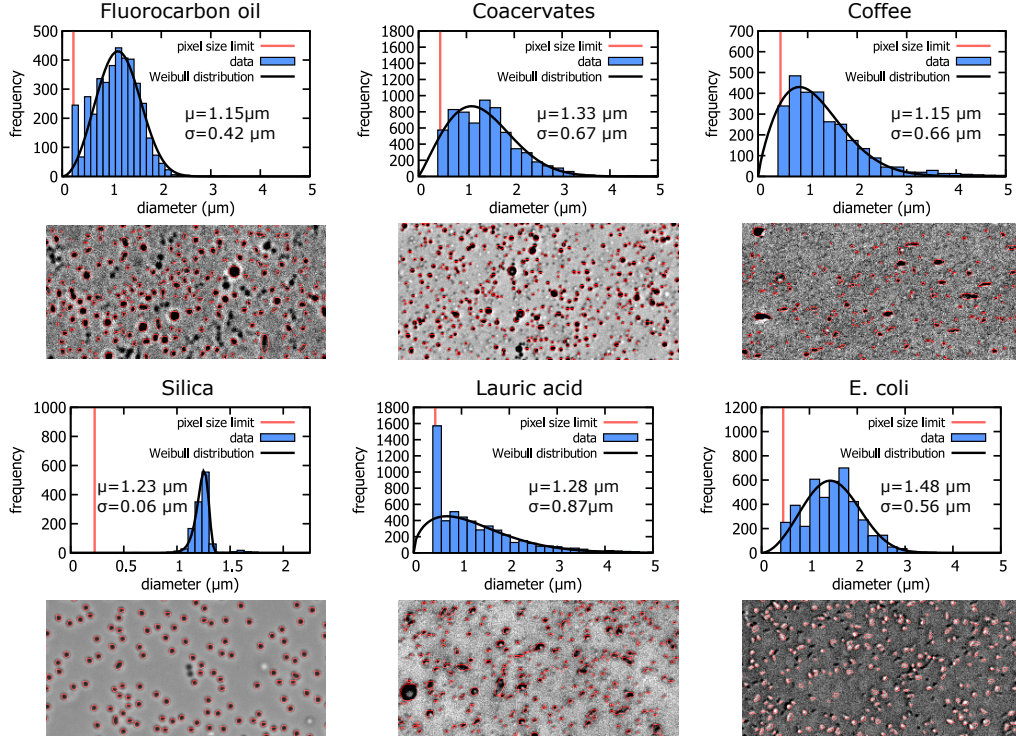 Fluorocarbon oil
500
400
300
200
100
0
frequency
pixel size limit
data
Weibull distribution
μ=1.15μm
σ=0.42 μm
0 1 2 3 4 5
diameter (μm)
Coacervates
1800
1600
1400
1200
1000
800
600
400
200
0
frequency
pixel size limit
data
Weibull distribution
μ=1.33 μm
σ=0.67 μm
0 1 2 3 4 5
diameter (μm)
Coffee
700
600
500
400
300
200
100
0
frequency
pixel size limit
data
Weibull distribution
μ=1.15 μm
σ=0.66 μm
0 1 2 3 4 5
diameter (μm)
Silica
1000
800
600
400
200
0
frequency
pixel size limit
data
Weibull distribution
μ=1.23 μm
σ=0.06 μm
0 0.5 1 1.5 2
diameter (μm)
Lauric acid
1800
1600
1400
1200
1000
800
600
400
200
0
frequency
pixel size limit
data
Weibull distribution
μ=1.28 μm
σ=0.87μm
0 1 2 3 4 5
diameter (μm)
E. coli
1200
1000
800
600
400
200
0
frequency
pixel size limit
data
Weibull distribution
μ=1.48 μm
σ=0.56 μm
0 1 2 3 4 5
diameter (μm)